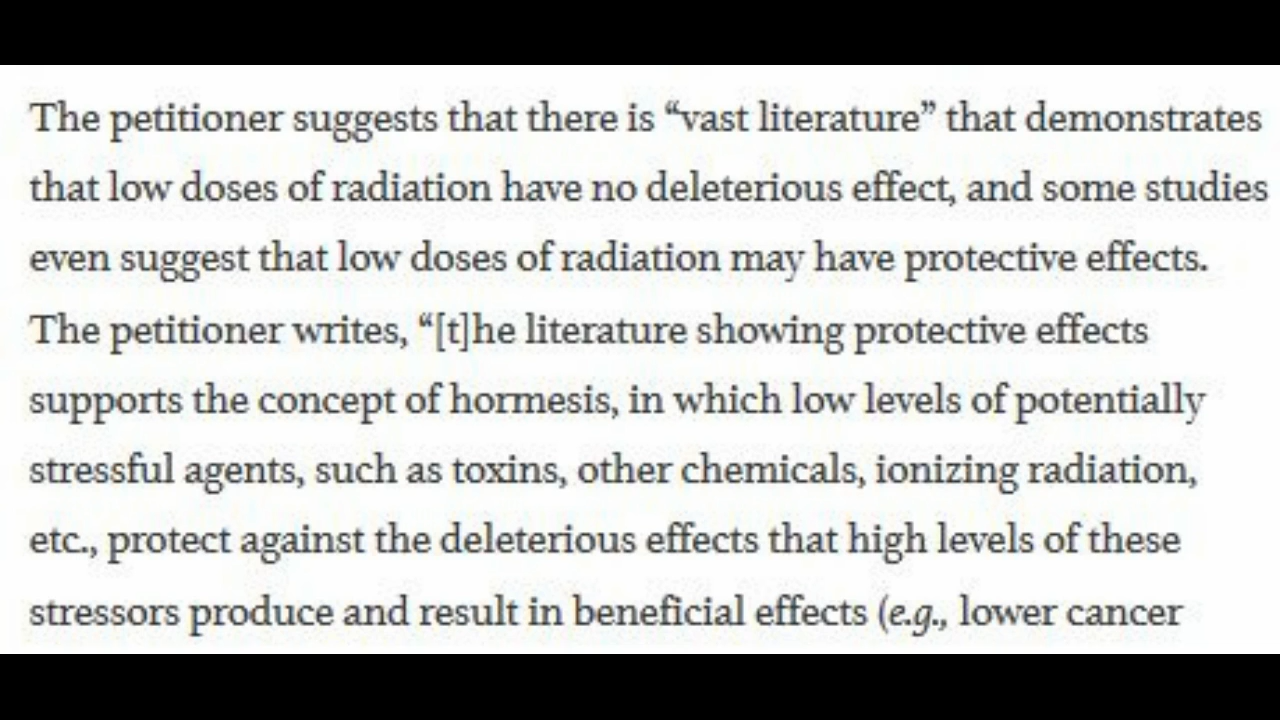 The petitioner suggests that there is “vast literature” that demonstrates
that low doses of radiation have no deleterious effect, and some studies
even suggest that low doses of radiation may have protective effects.
The petitioner writes, “[t]he literature showing protective effects
supports the concept of hormesis, in which low levels of potentially
stressful agents, such as toxins, other chemicals, ionizing radiation,
etc., protect against the deleterious effects that high levels of these
stressors produce and result in beneficial effects (e.g., lower cancer